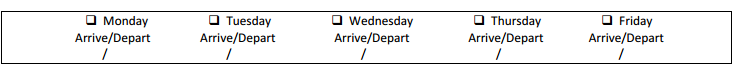 ❑ Monday ❑ Tuesday ❑ Wednesday ❑ Thursday ❑ Friday
Arrive/Depart Arrive/Depart Arrive/Depart Arrive/Depart Arrive/Depart
/ / / / /